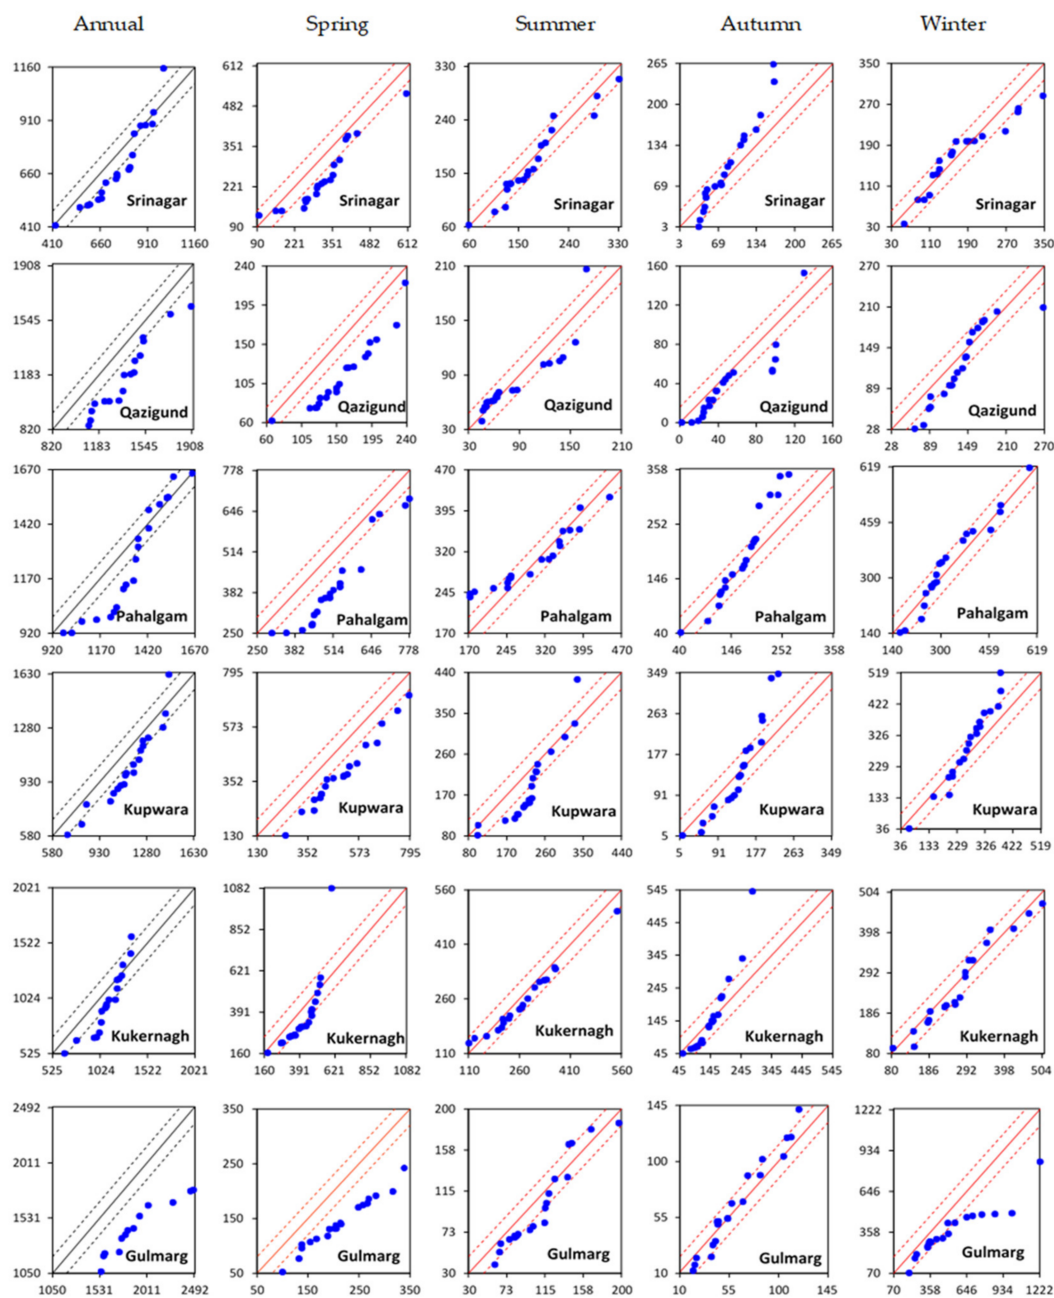 Annual Spring Summer Autumn Winter
1160
910
660
410
Srinagar
410 660 910 1160
612
482
351
221
90
Srinagar
90 221 351 482 612
330
240
150
60
Srinagar
60 150 240 330
265
200
134
69
3
Srinagar
3 69 134 200 265
350
270
190
110
30
Srinagar
30 110 190 270 350
1908
1545
1183
820
Qazigund
820 1183 1545 1908
240
195
150
105
60
Qazigund
60 105 150 195 240
210
150
90
30
Qazigund
30 90 150 210
160
120
80
40
0
Qazigund
0 40 80 120 160
270
210
149
89
28
Qazigund
28 89 149 210 270
1670
1420
1170
920
Pahalgam
920 1170 1420 1670
778
646
514
382
250
Pahalgam
250 382 514 646 778
470
395
320
245
170
Pahalgam
170 245 320 395 470
358
252
146
40
Pahalgam
40 146 252 358
619
459
300
140
Pahalgam
140 300 459 619
1630
1280
930
580
Kupwara
580 930 1280 1630
795
573
352
130
Kupwara
130 352 573 795
440
350
260
170
80
Kupwara
80 170 260 350 440
349
263
177
91
5
Kupwara
5 91 177 263 349
519
422
326
229
133
36
Kupwara
36 133 229 326 422 519
2021
1522
1024
525
Kukernagh
525 1024 1522 2021
1082
852
621
391
160
Kukernagh
160 391 621 852 1082
560
410
260
110
Kukernagh
110 260 410 560
545
445
345
245
145
45
Kukernagh
45 145 245 345 445 545
504
398
292
186
80
Kukernagh
80 186 292 398 504
2492
2011
1531
1050
Gulmarg
1050 1531 2011 2492
350
250
150
50
Gulmarg
50 150 250 350
200
158
115
73
30
Gulmarg
30 73 115 158 200
145
100
55
10
Gulmarg
10 55 100 145
1222
934
646
358
70
Gulmarg
70 358 646 934 1222